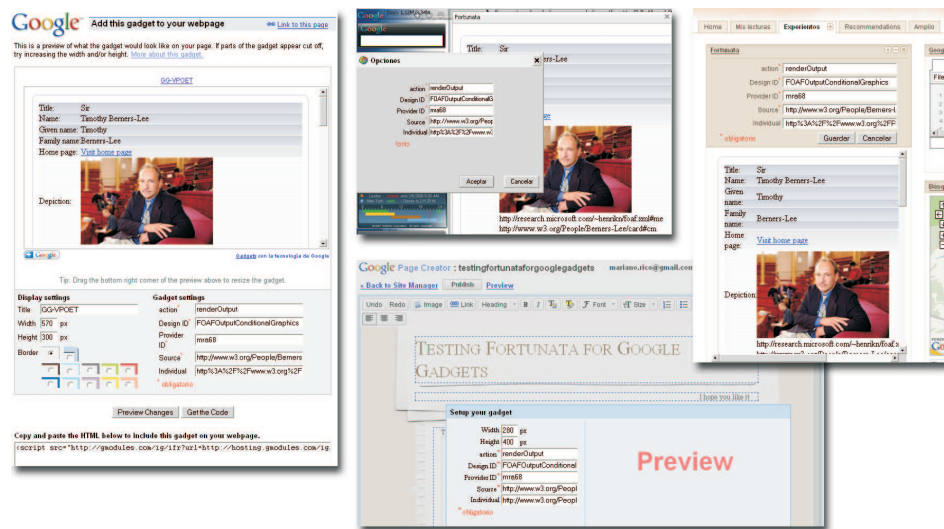 Google Add this gadget to your webpage Link to this page
This is a preview of what the gadget would look like on your page. If parts of the gadget appear cut off,
try increasing the width and/or height. More about this gadget.
GG-VPOET
Title: Sir
Name: Timothy Berners-Lee
Given name: Timothy
Family name: Berners-Lee
Home page: Visit home page
Depiction:
Google Gadgets con la tecnología de Google
Tip: Drag the bottom right corner of the preview above to resize the gadget.
Display settings
Title GG-VPOET
Width 570 px
Height 300 px
Border
Gadget settings
action* renderOutput
Design ID* FOAFOutputConditionalGraphics
Provider
ID* mra68
Source* http://www.w3.org/People/Berners
Individual http%3A%2F%2Fwww.w3.org%2F
* obligatorio
Preview Changes Get the Code
Copy and paste the HTML below to include this gadget on your webpage.
<script src="http://gmodules.com/ig/ifr?url=http://hosting.gmodules.com/ig
Google
Fortunata
Google
Title: Sir
ers-Lee
Opciones
action renderOutput
Design ID FOAFOutputConditionalG
Provider ID mra68
Source http://www.w3.org/Peop
Individual http%3A%2F%2Fwww.w3
Aceptar Cancelar
http://research.microsoft.com/~henrikn/foaf.xml#me
http://www.w3.org/People/Berners-Lee/card#cm
Google Page Creator : testingfortunataforgooglegadgets mariano.rico@gmail.com
« Back to Site Manager Publish Preview
Undo Redo Image Link Heading B I Font Size
TESTING FORTUNATA FOR GOOGLE
GADGETS
I hope you like it
Setup your gadget
Width 280 px
Height 400 px
action* renderOutput
Design ID* FOAFOutputConditional
Provider ID* mra68
Source* http://www.w3.org/Peopl
Individual http://www.w3.org/Peopl
* obligatorio
Preview
Home Mis lecturas Experientos Recommendations Amplio
Fortunata
action* renderOutput
Design ID* FOAFOutputConditionalGraphics
Provider ID* mra68
Source* http://www.w3.org/People/Berners-L
Individual http%3A%2F%2Fwww.w3.org%2FP
* obligatorio Guardar Cancelar
Title: Sir
Name: Timothy Berners-Lee
Given
name: Timothy
Family
name: Berners-Lee
Home
page: Visit home page
Depiction:
http://research.microsoft.com/~henrikn/foaf.x